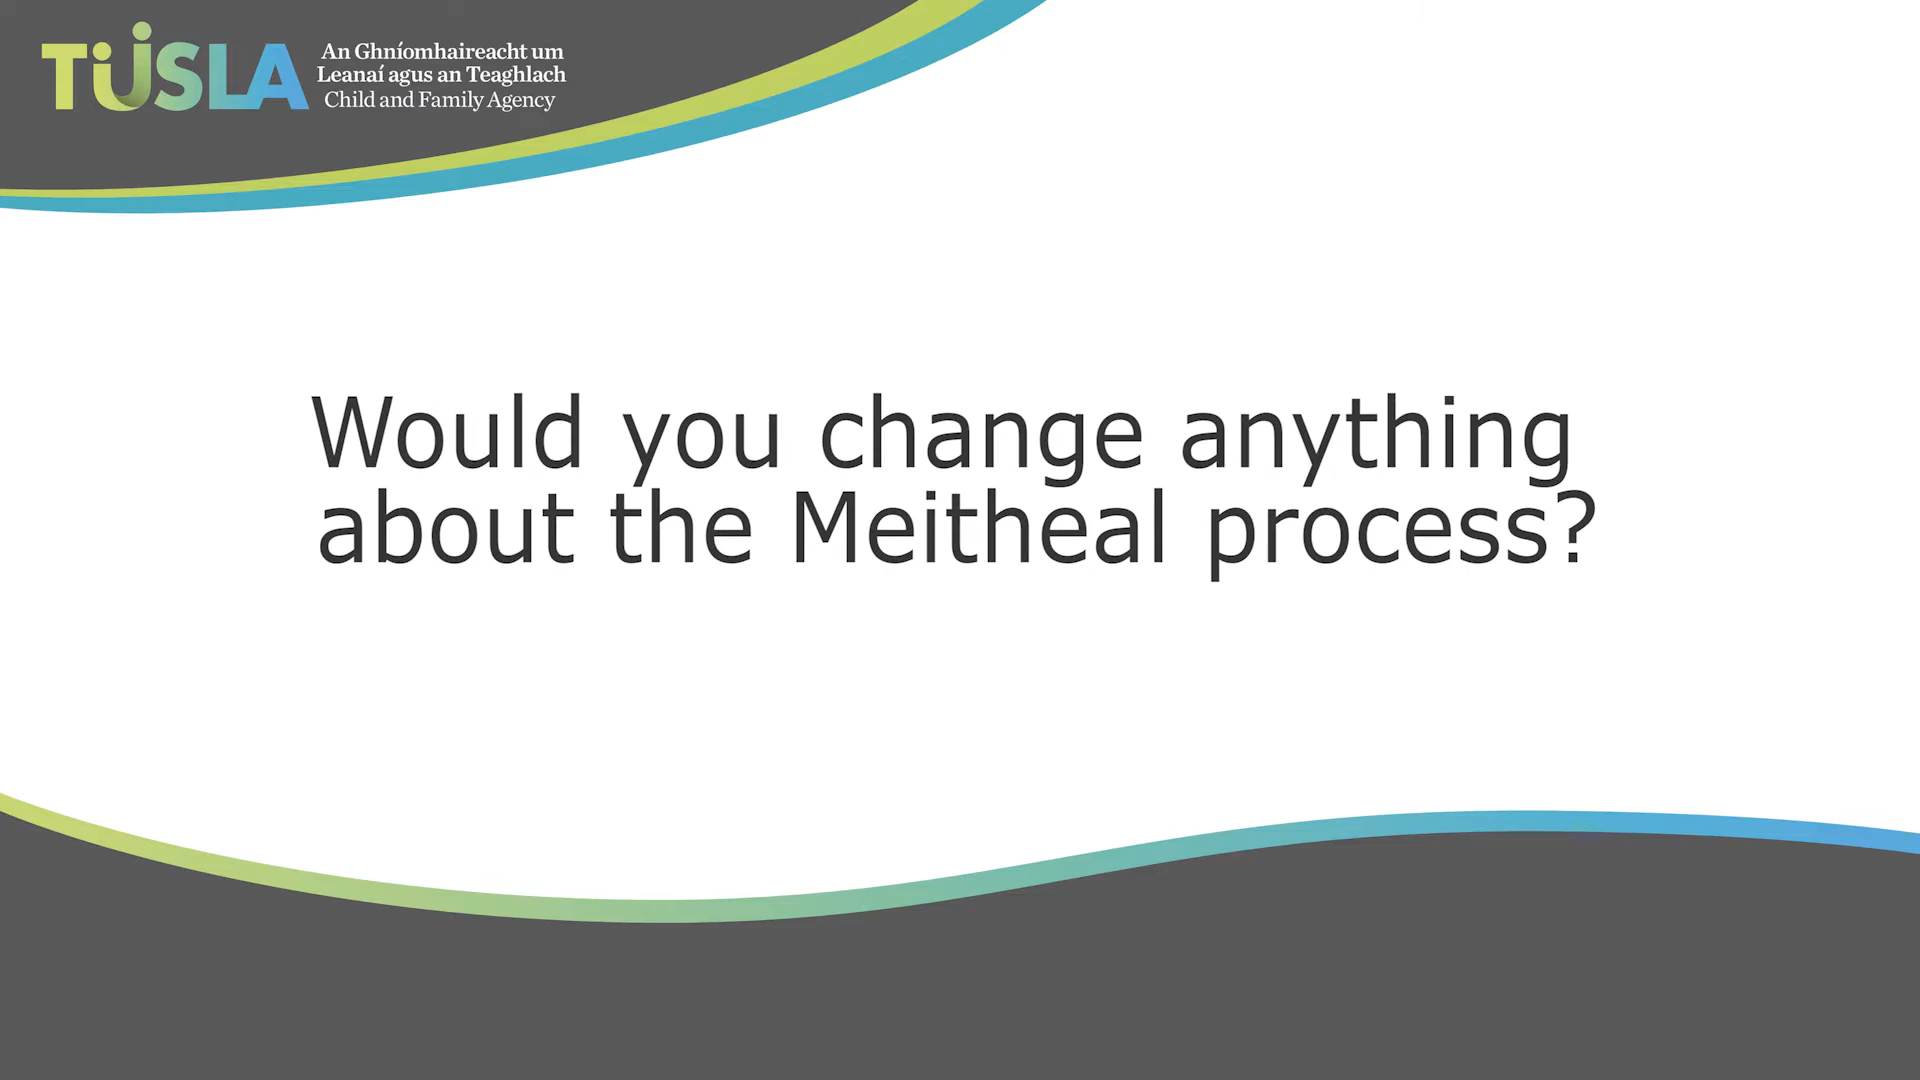 TUSLA
An Ghníomhaireacht um
Leanaí agus an Teaghlach
Child and Family Agency
Would you change anything
about the Meitheal process?